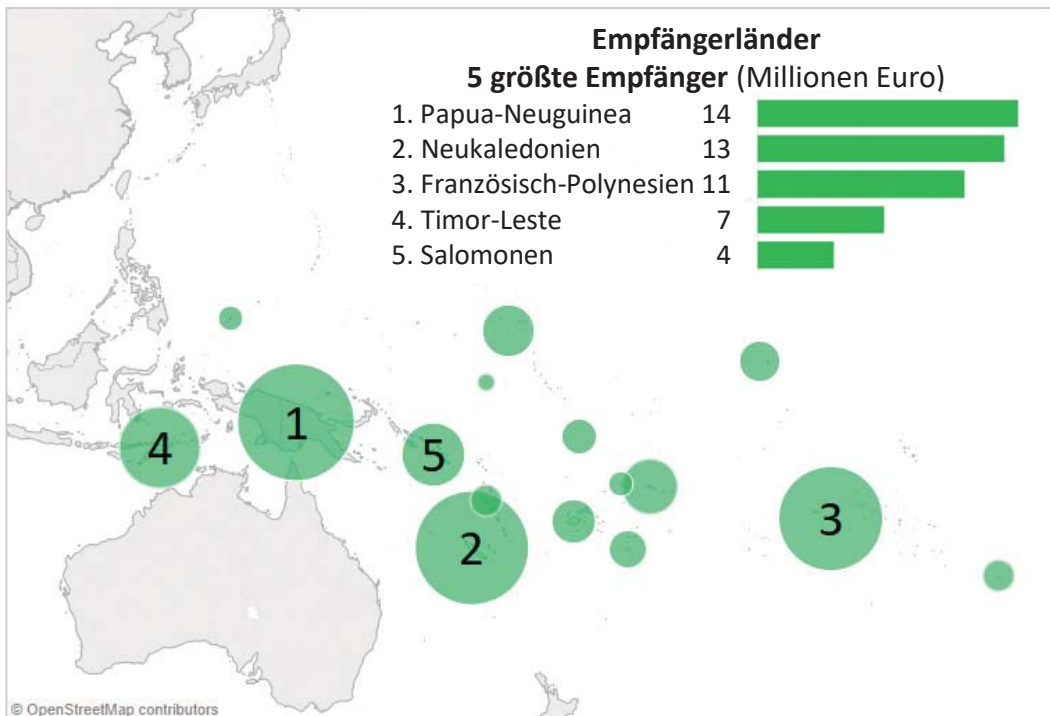 Empfängerländer
5 größte Empfänger (Millionen Euro)
1. Papua-Neuguinea 14
2. Neukaledonien 13
3. Französisch-Polynesien 11
4. Timor-Leste 7
5. Salomonen 4
1
4
5
2
3
© OpenStreetMap contributors